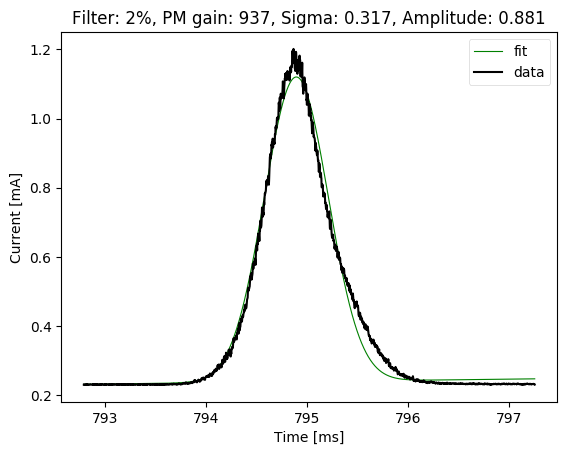 Filter: 2%, PM gain: 937, Sigma: 0.317, Amplitude: 0.881
fit
data
1.2
1.0
0.8
0.6
0.4
0.2
Current [mA]
793 794 795 796 797
Time [ms]